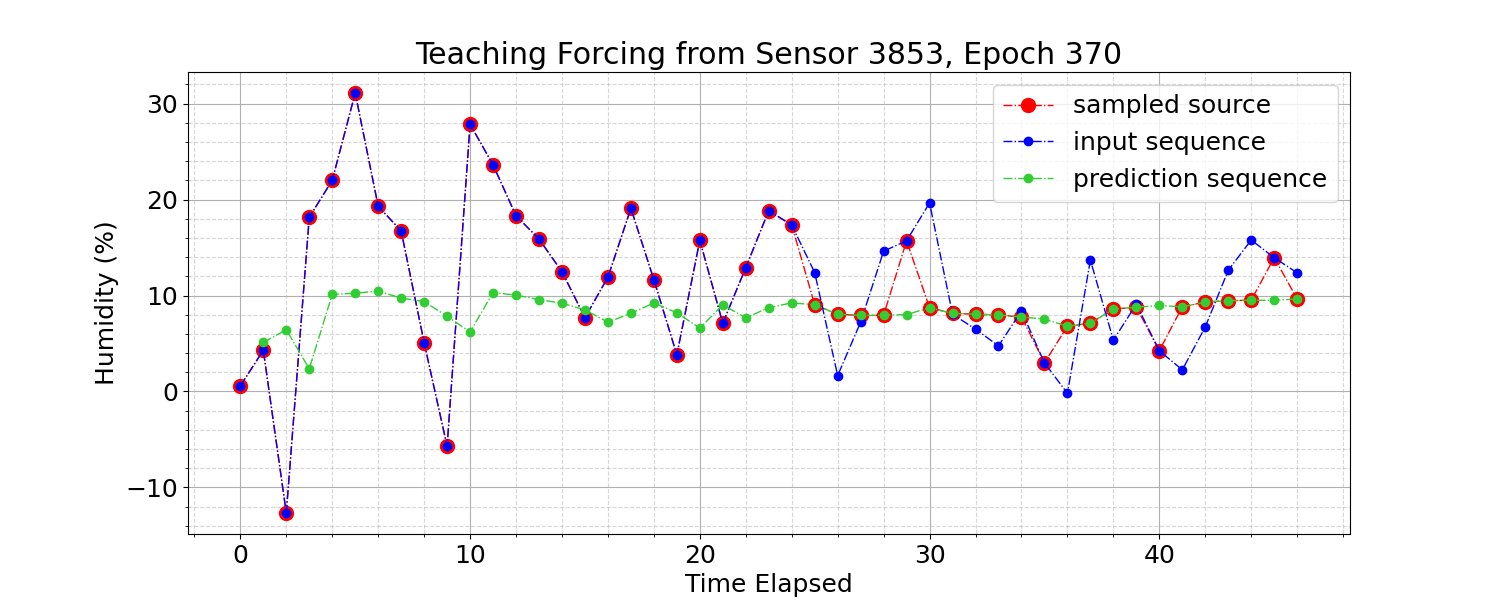 Teaching Forcing from Sensor 3853, Epoch 370
Humidity (%)
30
20
10
0
−10
sampled source
input sequence
prediction sequence
0 10 20 30 40
Time Elapsed